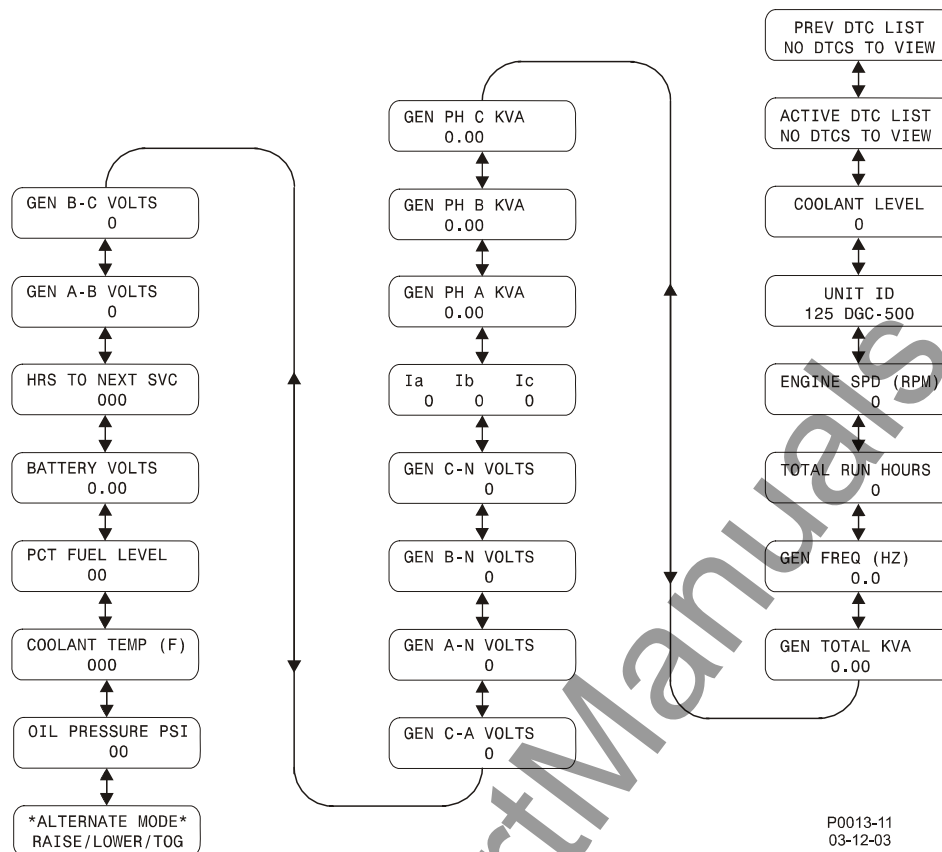 GEN B-C VOLTS
0
GEN A-B VOLTS
0
HRS TO NEXT SVC
000
BATTERY VOLTS
0.00
PCT FUEL LEVEL
00
COOLANT TEMP (F)
000
OIL PRESSURE PSI
00
*ALTERNATE MODE*
RAISE/LOWER/TOG
GEN PH C KVA
0.00
GEN PH B KVA
0.00
GEN PH A KVA
0.00
Ia Ib Ic
0 0 0
GEN C-N VOLTS
0
GEN B-N VOLTS
0
GEN A-N VOLTS
0
GEN C-A VOLTS
0
PREV DTC LIST
NO DTCS TO VIEW
ACTIVE DTC LIST
NO DTCS TO VIEW
COOLANT LEVEL
0
UNIT ID
125 DGC-500
ENGINE SPD (RPM)
0
TOTAL RUN HOURS
0
GEN FREQ (HZ)
0.0
GEN TOTAL KVA
0.00
P0013-11
03-12-03
artManuals